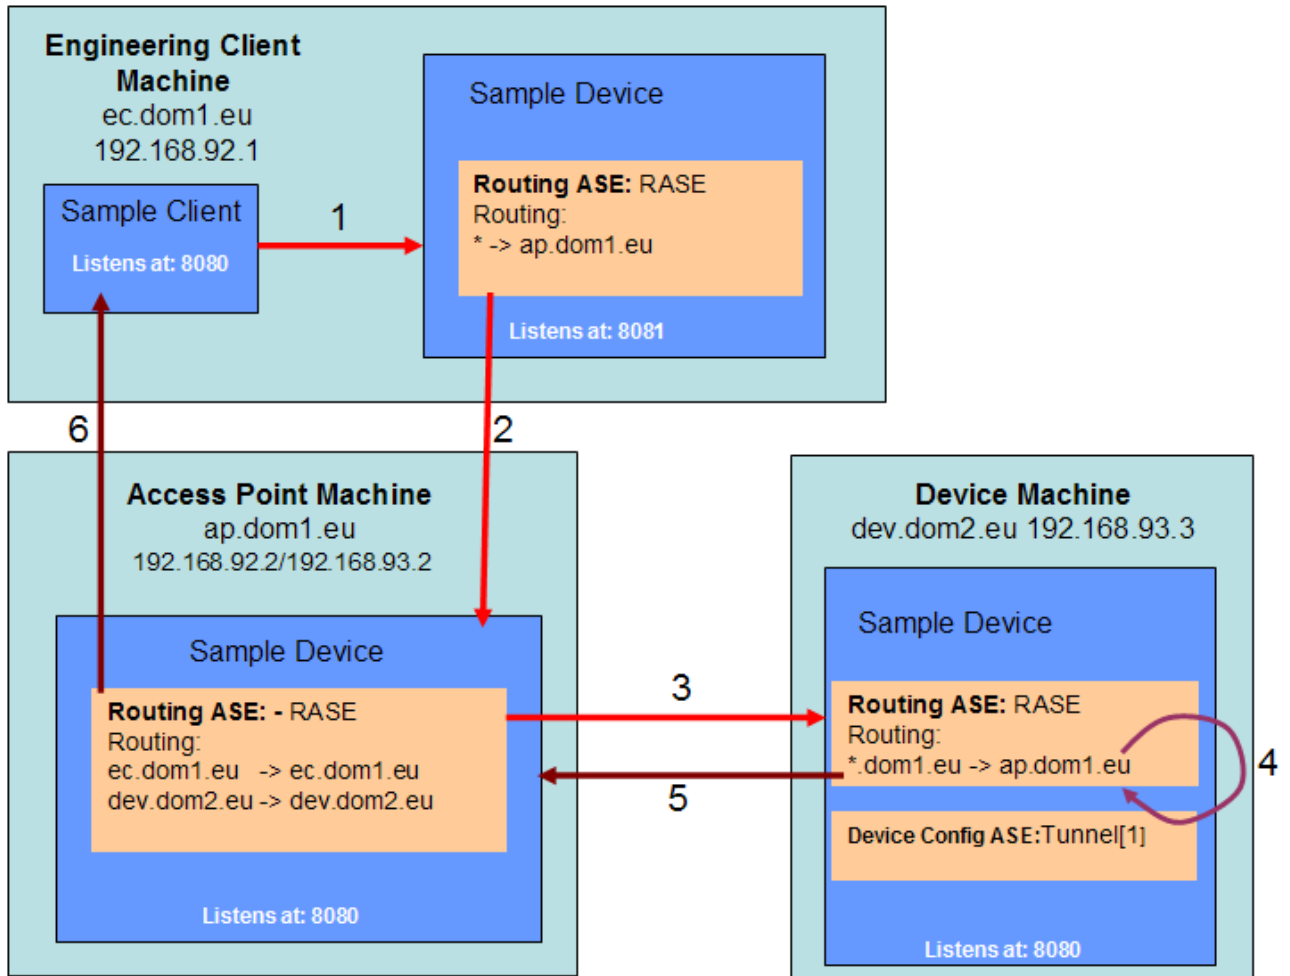 Engineering Client
Machine
ec.dom1.eu
192.168.92.1
Sample Client
Listens at: 8080
1
Sample Device
Routing ASE: RASE
Routing:
* -> ap.dom1.eu
Listens at: 8081
6
2
Access Point Machine
ap.dom1.eu
192.168.92.2/192.168.93.2
Sample Device
Routing ASE: - RASE
Routing:
ec.dom1.eu -> ec.dom1.eu
dev.dom2.eu -> dev.dom2.eu
Listens at: 8080
3
5
Device Machine
dev.dom2.eu 192.168.93.3
Sample Device
Routing ASE: RASE
Routing:
*.dom1.eu -> ap.dom1.eu
4
Device Config ASE:Tunnel[1]
Listens at: 8080